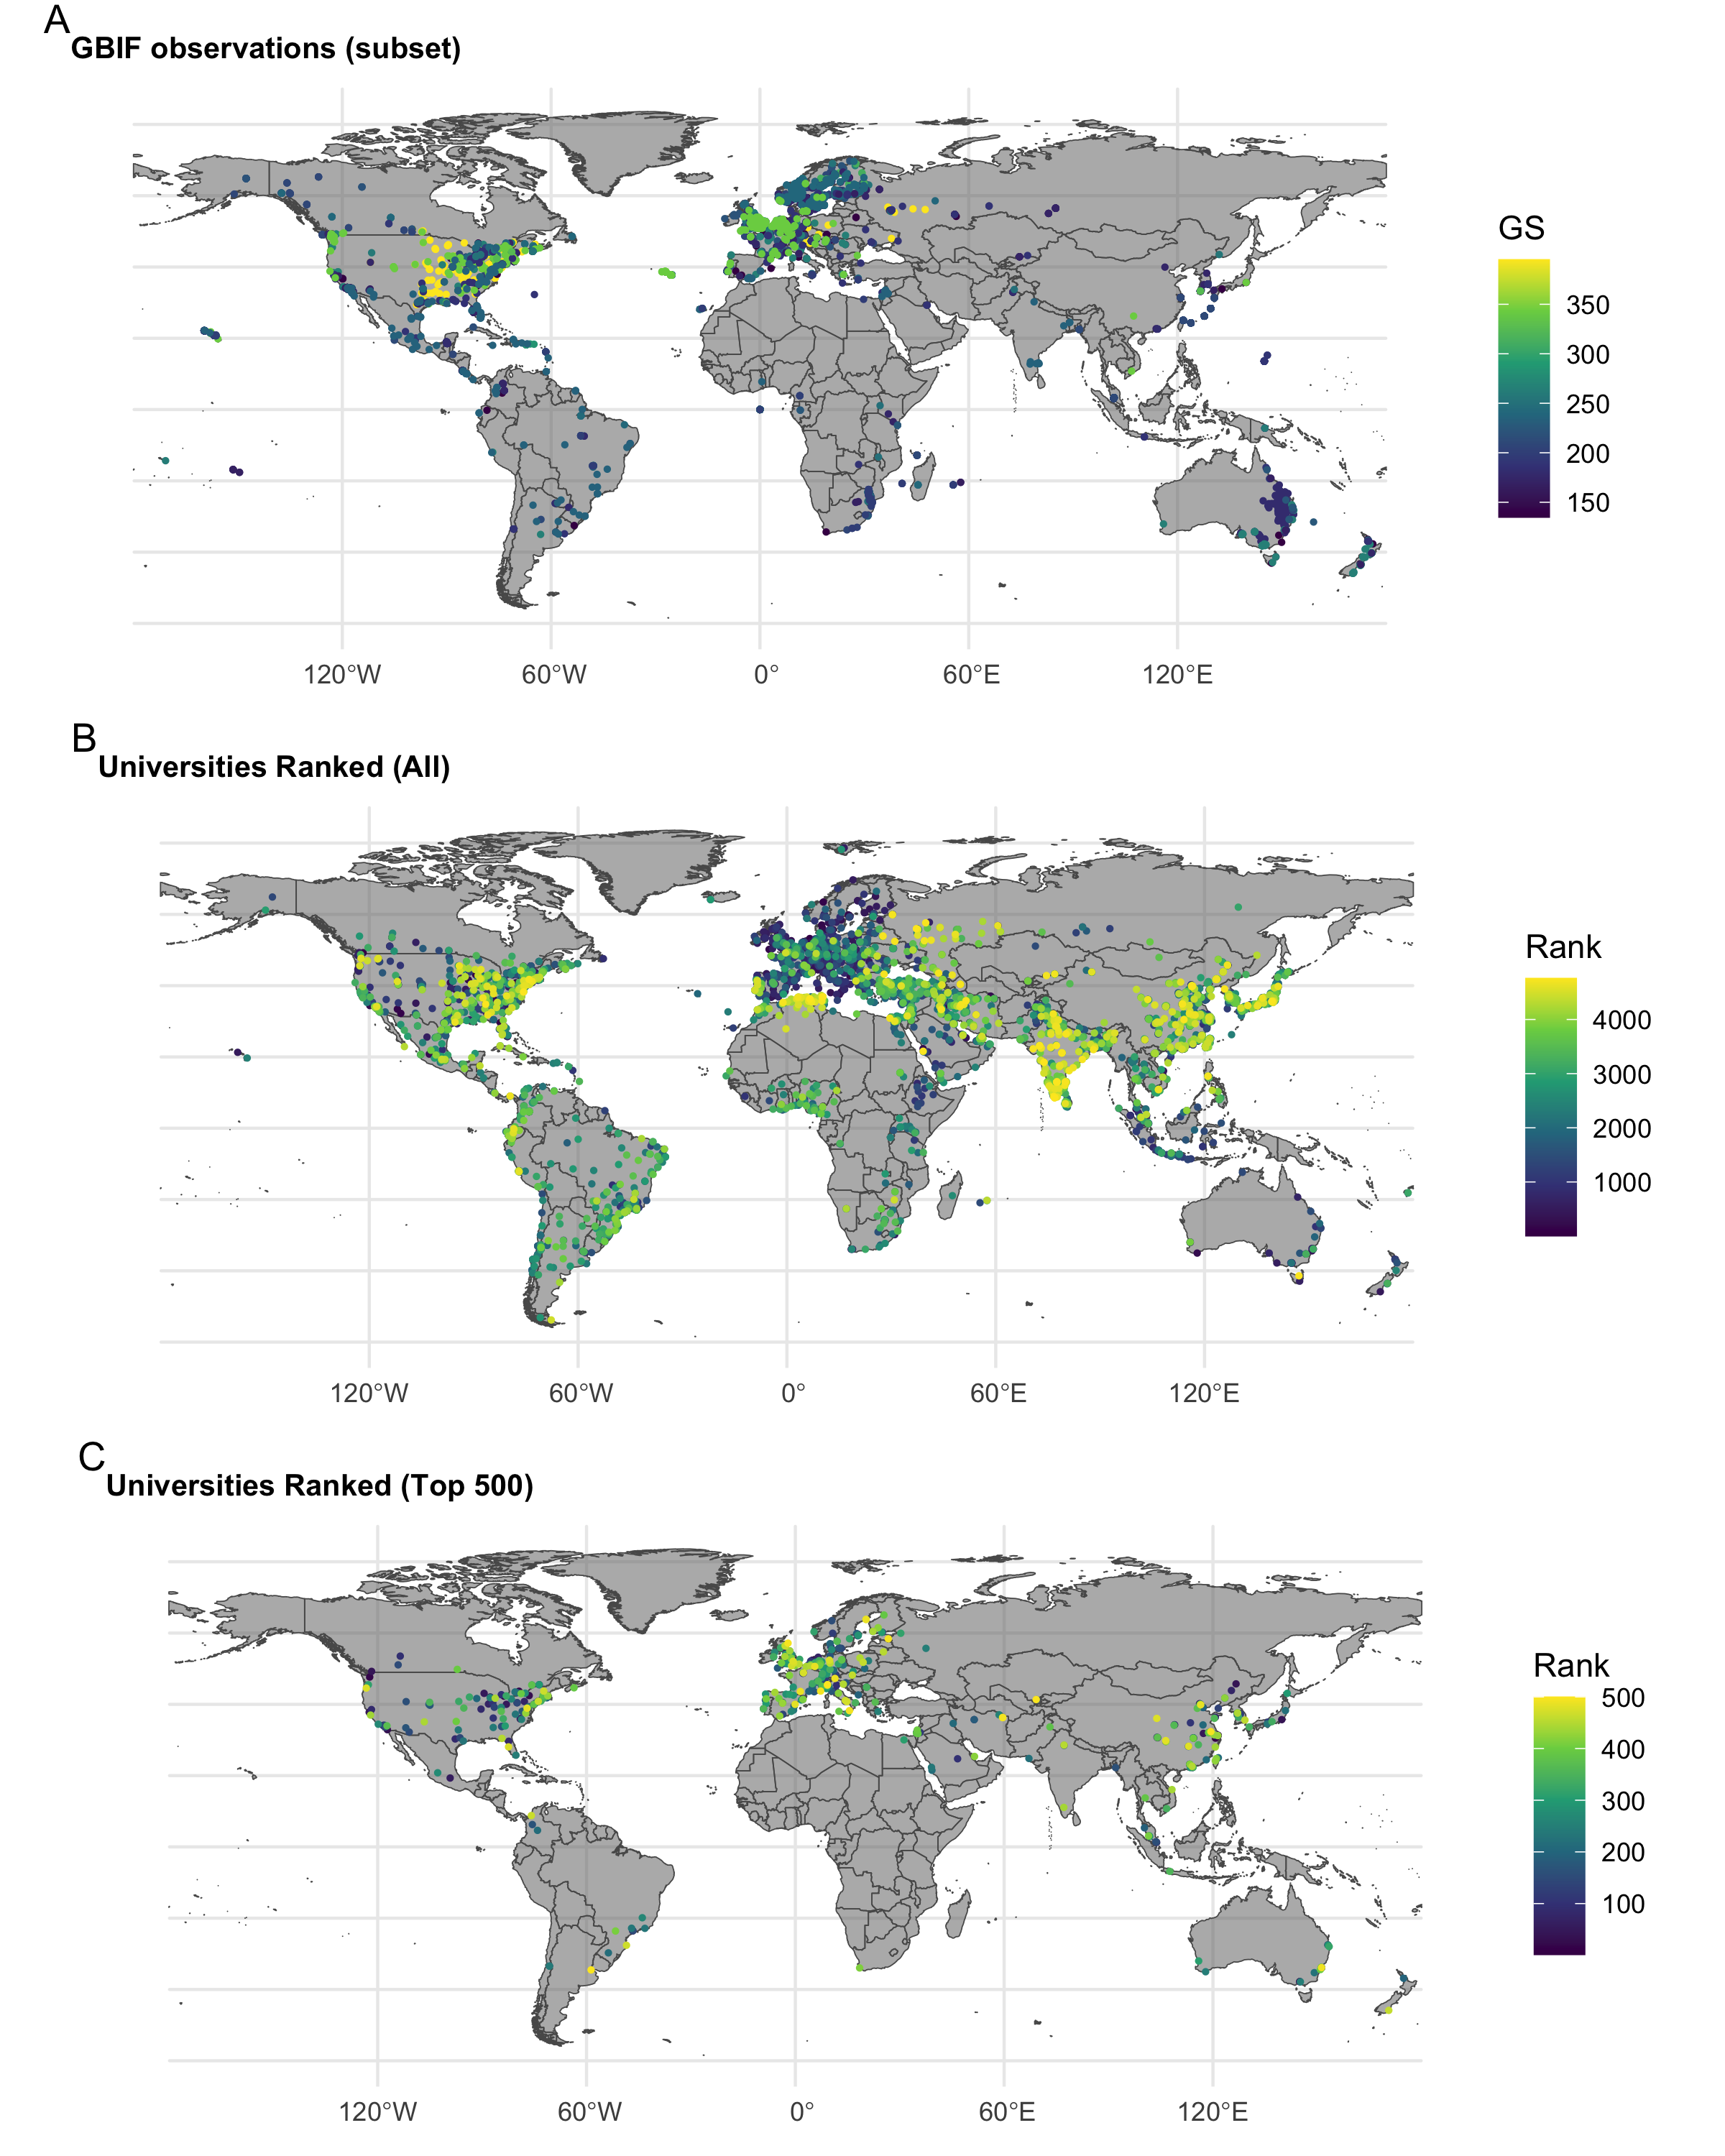 A
GBIF observations (subset)
GS
350
300
250
200
150
120°W 60°W 0° 60°E 120°E
B
Universities Ranked (All)
Rank
4000
3000
2000
1000
120°W 60°W 0° 60°E 120°E
C
Universities Ranked (Top 500)
Rank
500
400
300
200
100
120°W 60°W 0° 60°E 120°E